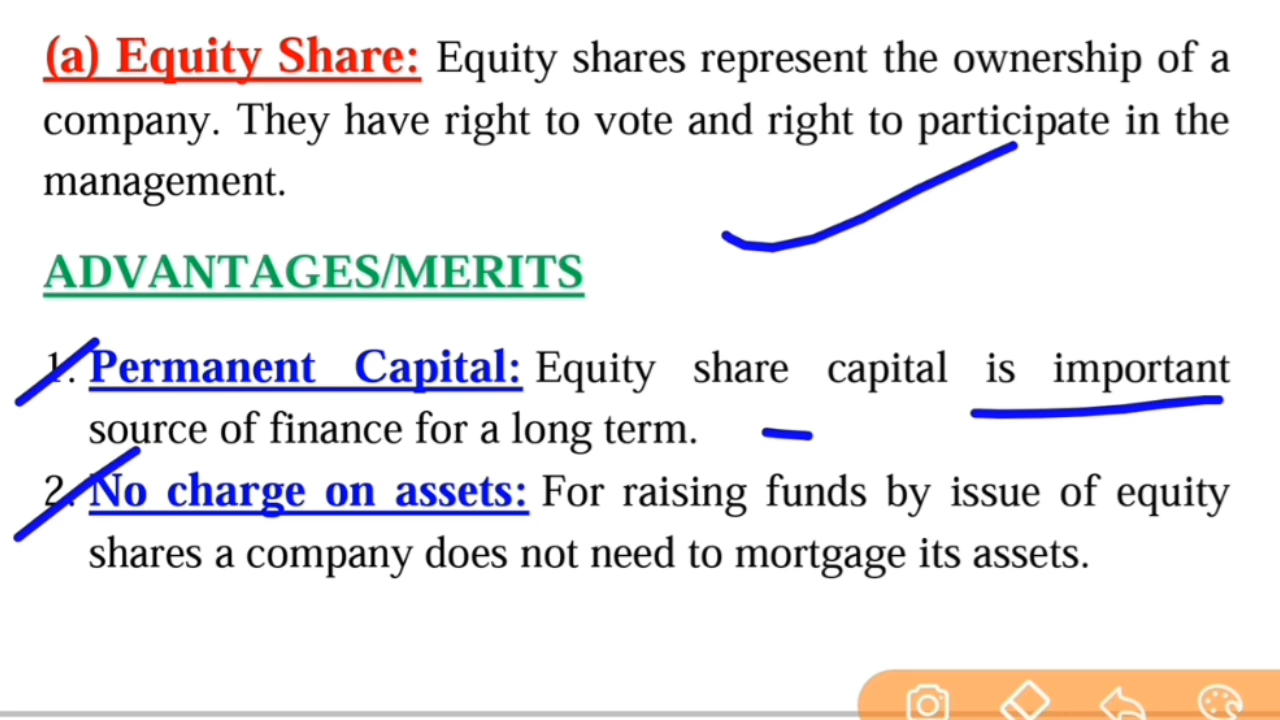 (a) Equity Share: Equity shares represent the ownership of a
company. They have right to vote and right to participate in the
management.
ADVANTAGES/MERITS
1. Permanent Capital: Equity share capital is important
source of finance for a long term.
2. No charge on assets: For raising funds by issue of equity
shares a company does not need to mortgage its assets.